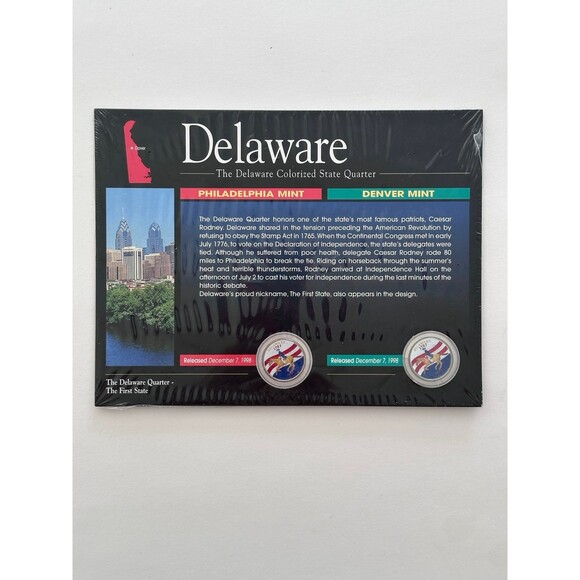 Dover
Delaware
The Delaware Colorized State Quarter
PHILADELPHIA MINT
DENVER MINT
The Delaware Quarter honors one of the state's most famous patriots, Caesar
Rodney. Delaware shared in the tension preceding the American Revolution by
refusing to obey the Stamp Act in 1765. When the Continental Congress met in early
July 1776, to vote on the Declaration of Independence, the state's delegates were
tied. Although he suffered from poor health, delegate Caesar Rodney rode 80
miles to Philadelphia to break the tie. Riding on horseback through the summer's
heat and terrible thunderstorms, Rodney arrived at Independence Hall on the
afternoon of July 2 to cast his voter for independence during the last minutes of the
historic debate.
Delaware's proud nickname, The First State, also appears in the design.
Released December 7, 1998
Released December 7, 1998
The Delaware Quarter -
The First State